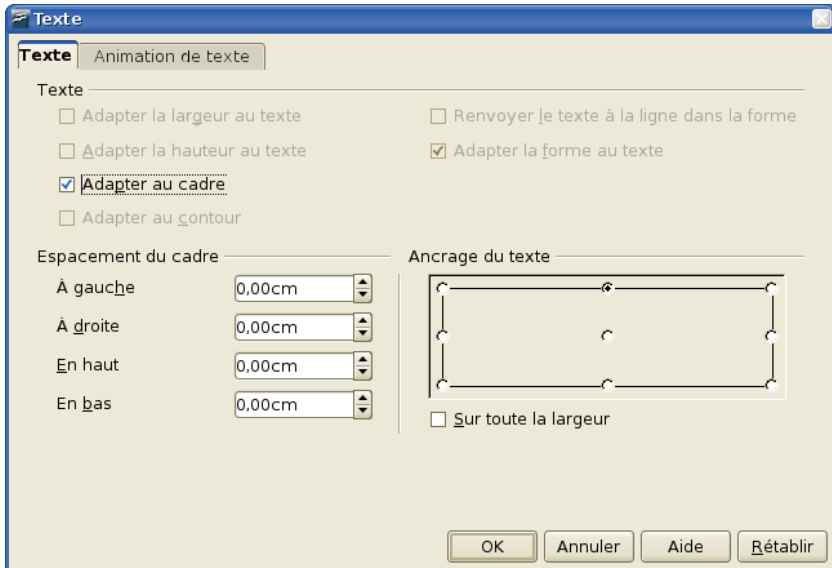 Texte
Texte Animation de texte
Texte
Adapter la largeur au texte Renvoyer le texte à la ligne dans la forme
Adapter la hauteur au texte Adapter la forme au texte
Adapter au cadre
Adapter au contour
Espacement du cadre Ancrage du texte
À gauche 0,00cm
À droite 0,00cm
En haut 0,00cm
En bas 0,00cm
Sur toute la largeur
OK Annuler Aide Rétablir